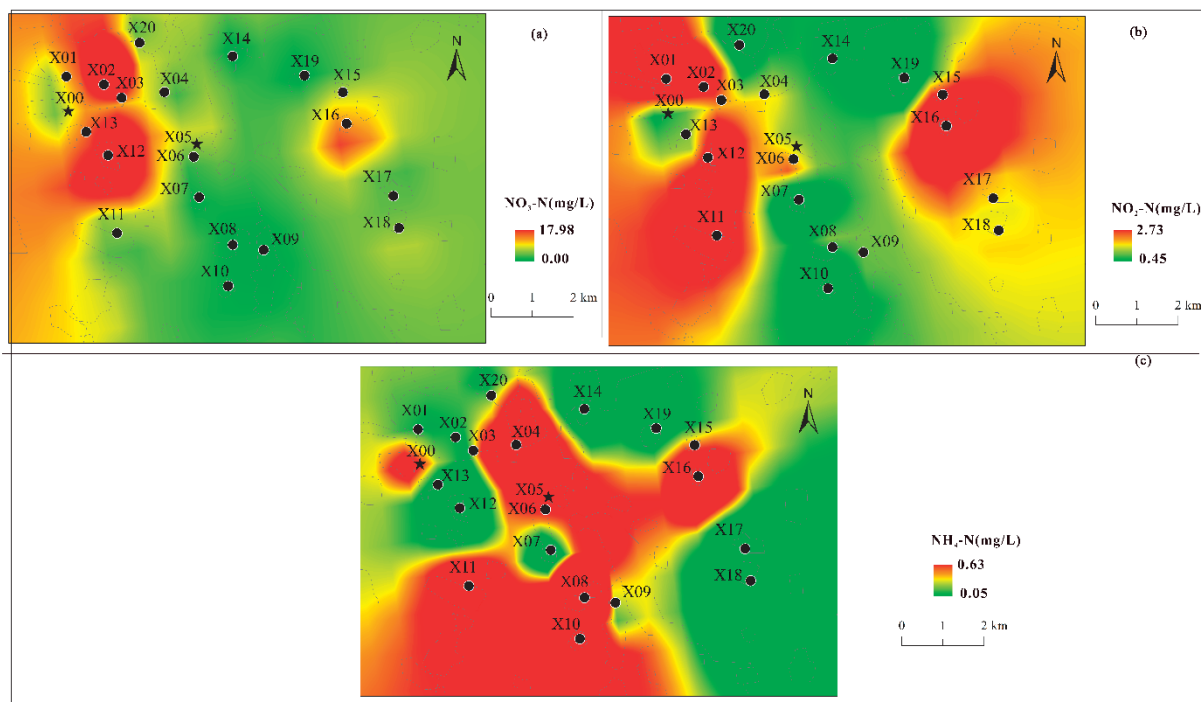 (a)
N
X20
X14
X01
X02
X19
X03
X04
X15
X00
X16
X13
X05
X12
X06
X17
X07
X11
X18
X08
X09
X10
NO3-N(mg/L)
17.98
0.00
0 1 2 km
(b)
N
X20
X14
X01
X02
X19
X03
X04
X15
X00
X16
X13
X05
X12
X06
X17
X07
X11
X18
X08
X09
X10
NO2-N(mg/L)
2.73
0.45
0 1 2 km
(c)
N
X20
X14
X01
X02
X19
X03
X04
X15
X00
X16
X13
X05
X12
X06
X17
X07
X11
X18
X08
X09
X10
NH4-N(mg/L)
0.63
0.05
0 1 2 km